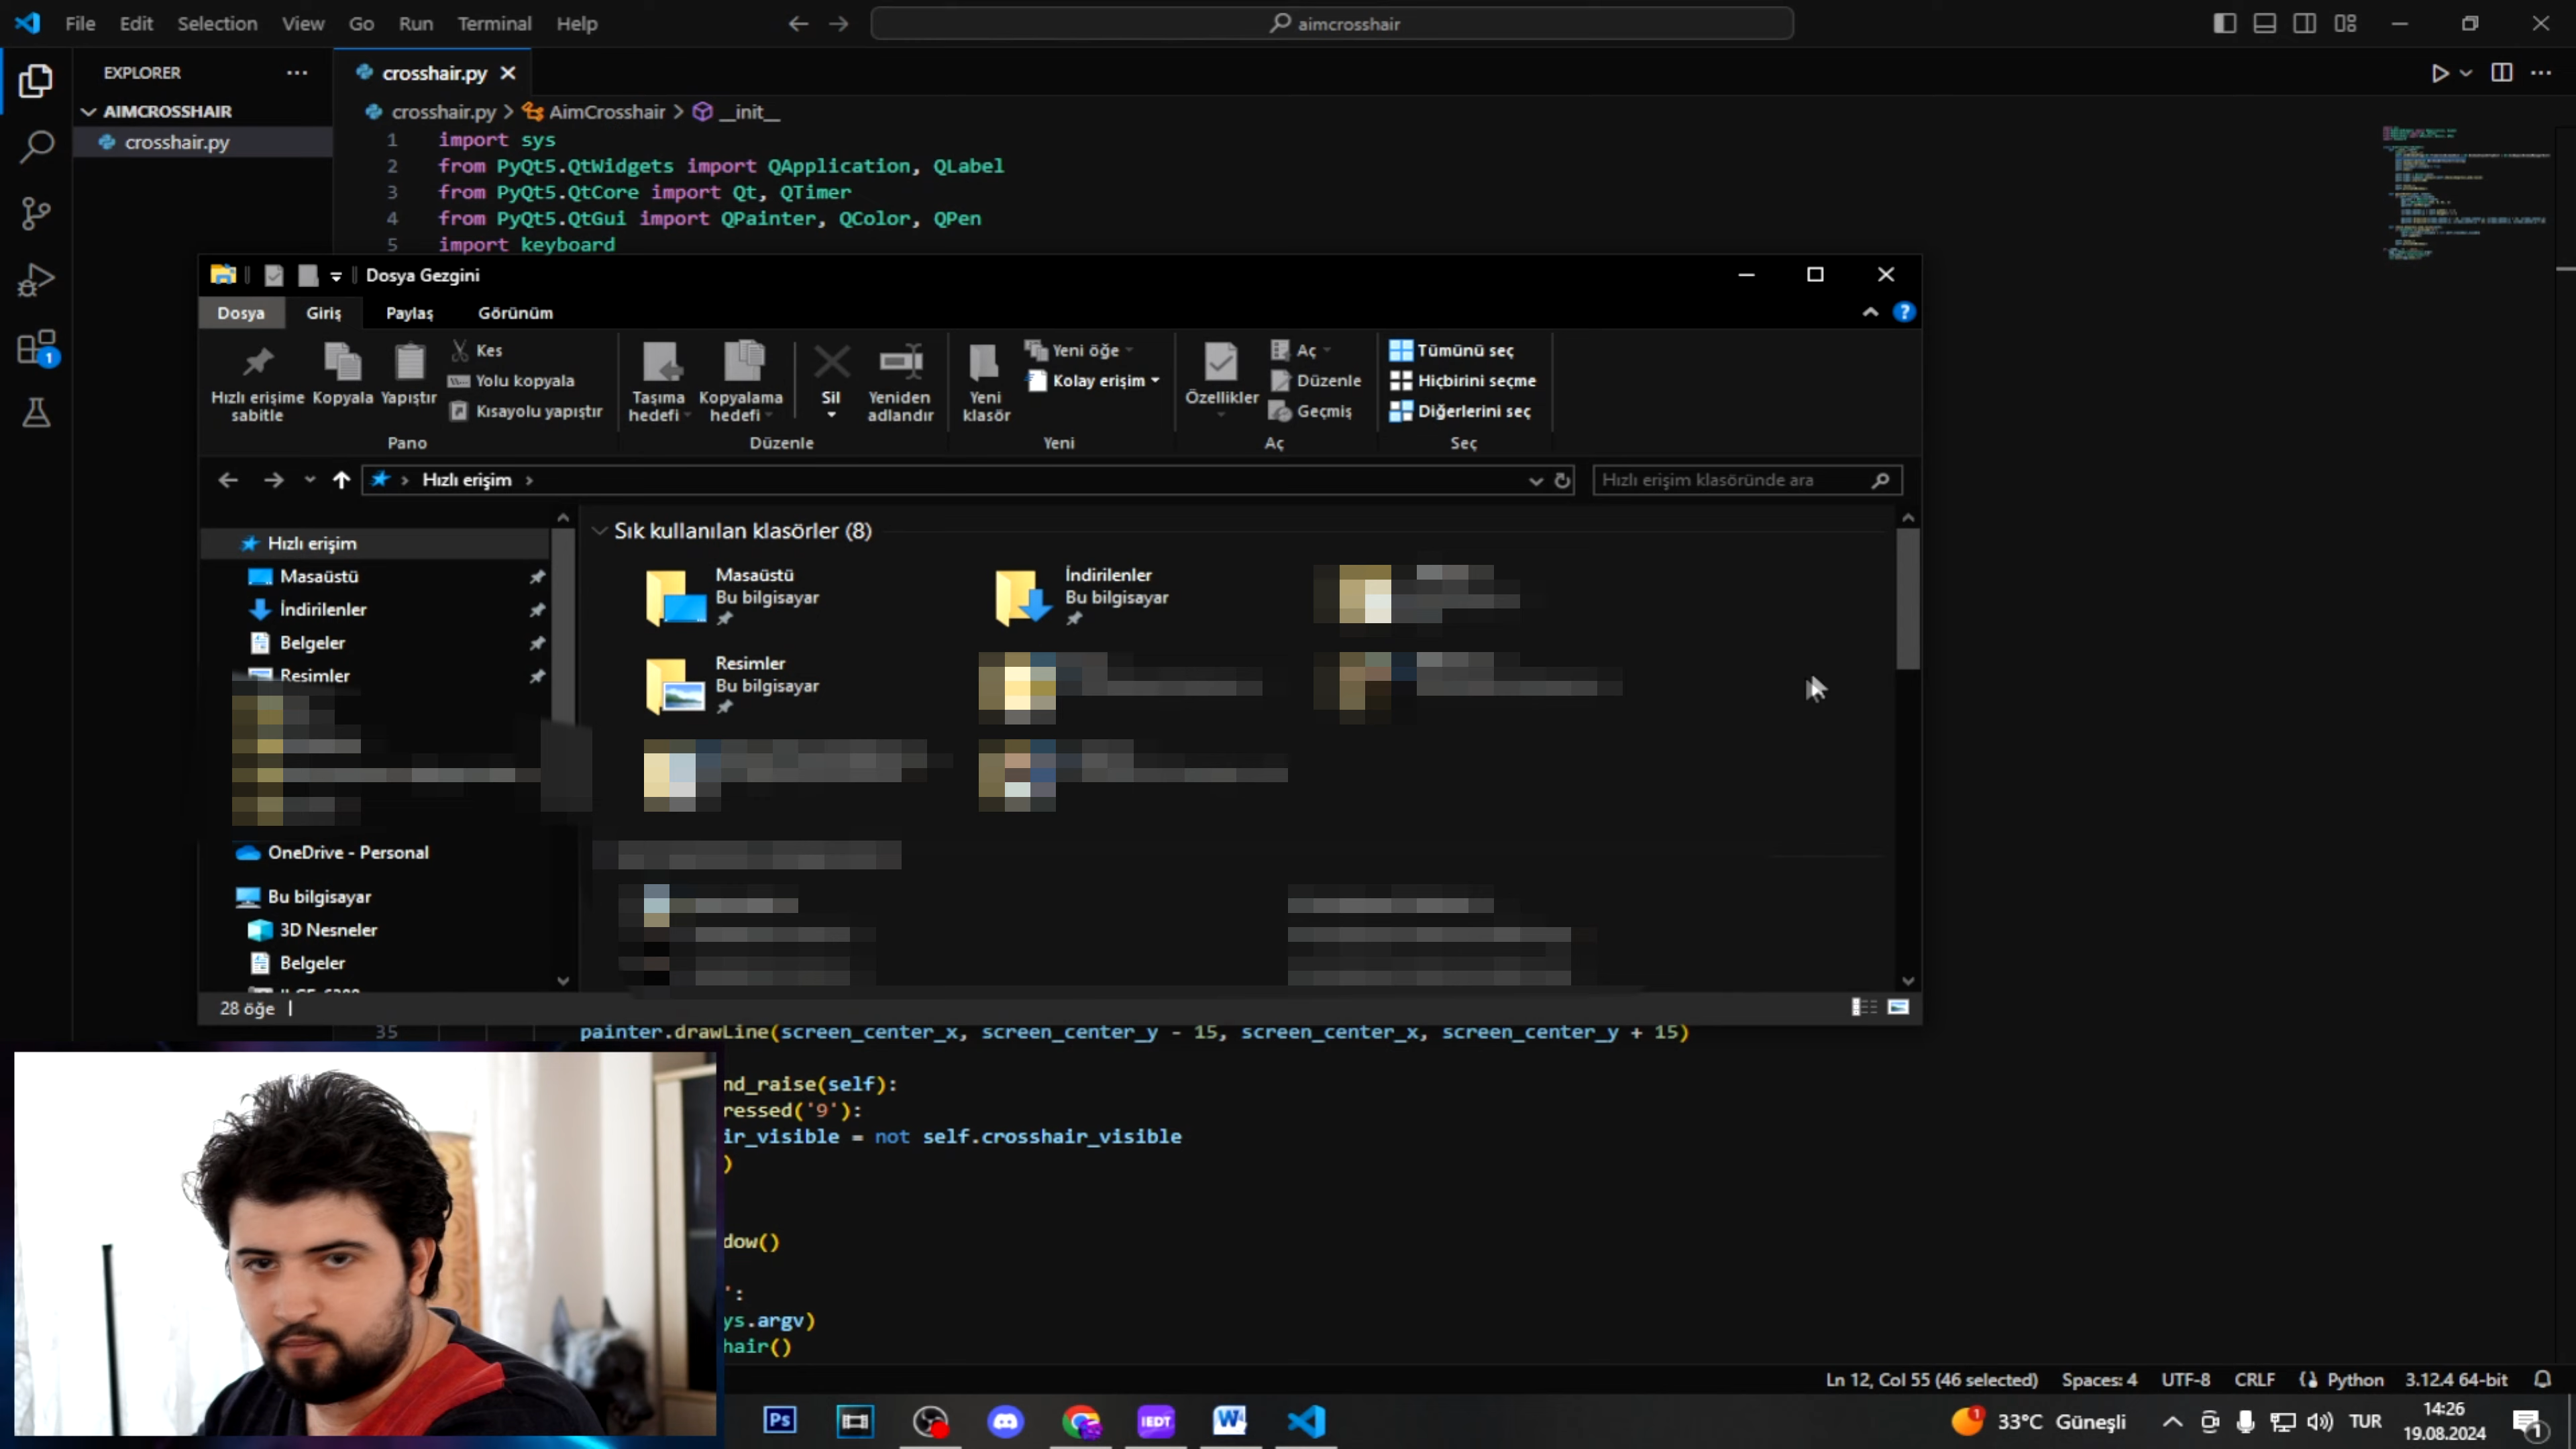 File Edit Selection View Go Run Terminal Help
aimcrosshair
EXPLORER
AIMCROSSHAIR
crosshair.py
crosshair.py
crosshair.py > AimCrosshair > __init__
1 import sys
2 from PyQt5.QtWidgets import QApplication, QLabel
3 from PyQt5.QtCore import Qt, QTimer
4 from PyQt5.QtGui import QPainter, QColor, QPen
5 import keyboard
Dosya Gezgini
Dosya Giriş Paylaş Görünüm
Hızlı erişime sabitle
Kopyala
Yapıştır
Kes
Yolu kopyala
Kısayolu yapıştır
Pano
Taşıma hedefi
Kopyalama hedefi
Sil
Yeniden adlandır
Düzenle
Yeni klasör
Yeni öğe
Kolay erişim
Yeni
Özellikler
Aç
Düzenle
Geçmiş
Aç
Tümünü seç
Hiçbirini seçme
Diğerlerini seç
Seç
Hızlı erişim
Hızlı erişim klasöründe ara
Hızlı erişim
Masaüstü
İndirilenler
Belgeler
Resimler
OneDrive - Personal
Bu bilgisayar
3D Nesneler
Belgeler
Sık kullanılan klasörler (8)
Masaüstü
Bu bilgisayar
İndirilenler
Bu bilgisayar
Resimler
Bu bilgisayar
28 öğe
35 painter.drawLine(screen_center_x, screen_center_y - 15, screen_center_x, screen_center_y + 15)
nd_raise(self):
ressed('9'):
ir_visible = not self.crosshair_visible
)
dow()
':
ys.argv)
hair()
Ln 12, Col 55 (46 selected) Spaces: 4 UTF-8 CRLF Python 3.12.4 64-bit
Ps
IEDT
W
33°C Güneşli
TUR
14:26
19.08.2024
1
1
1